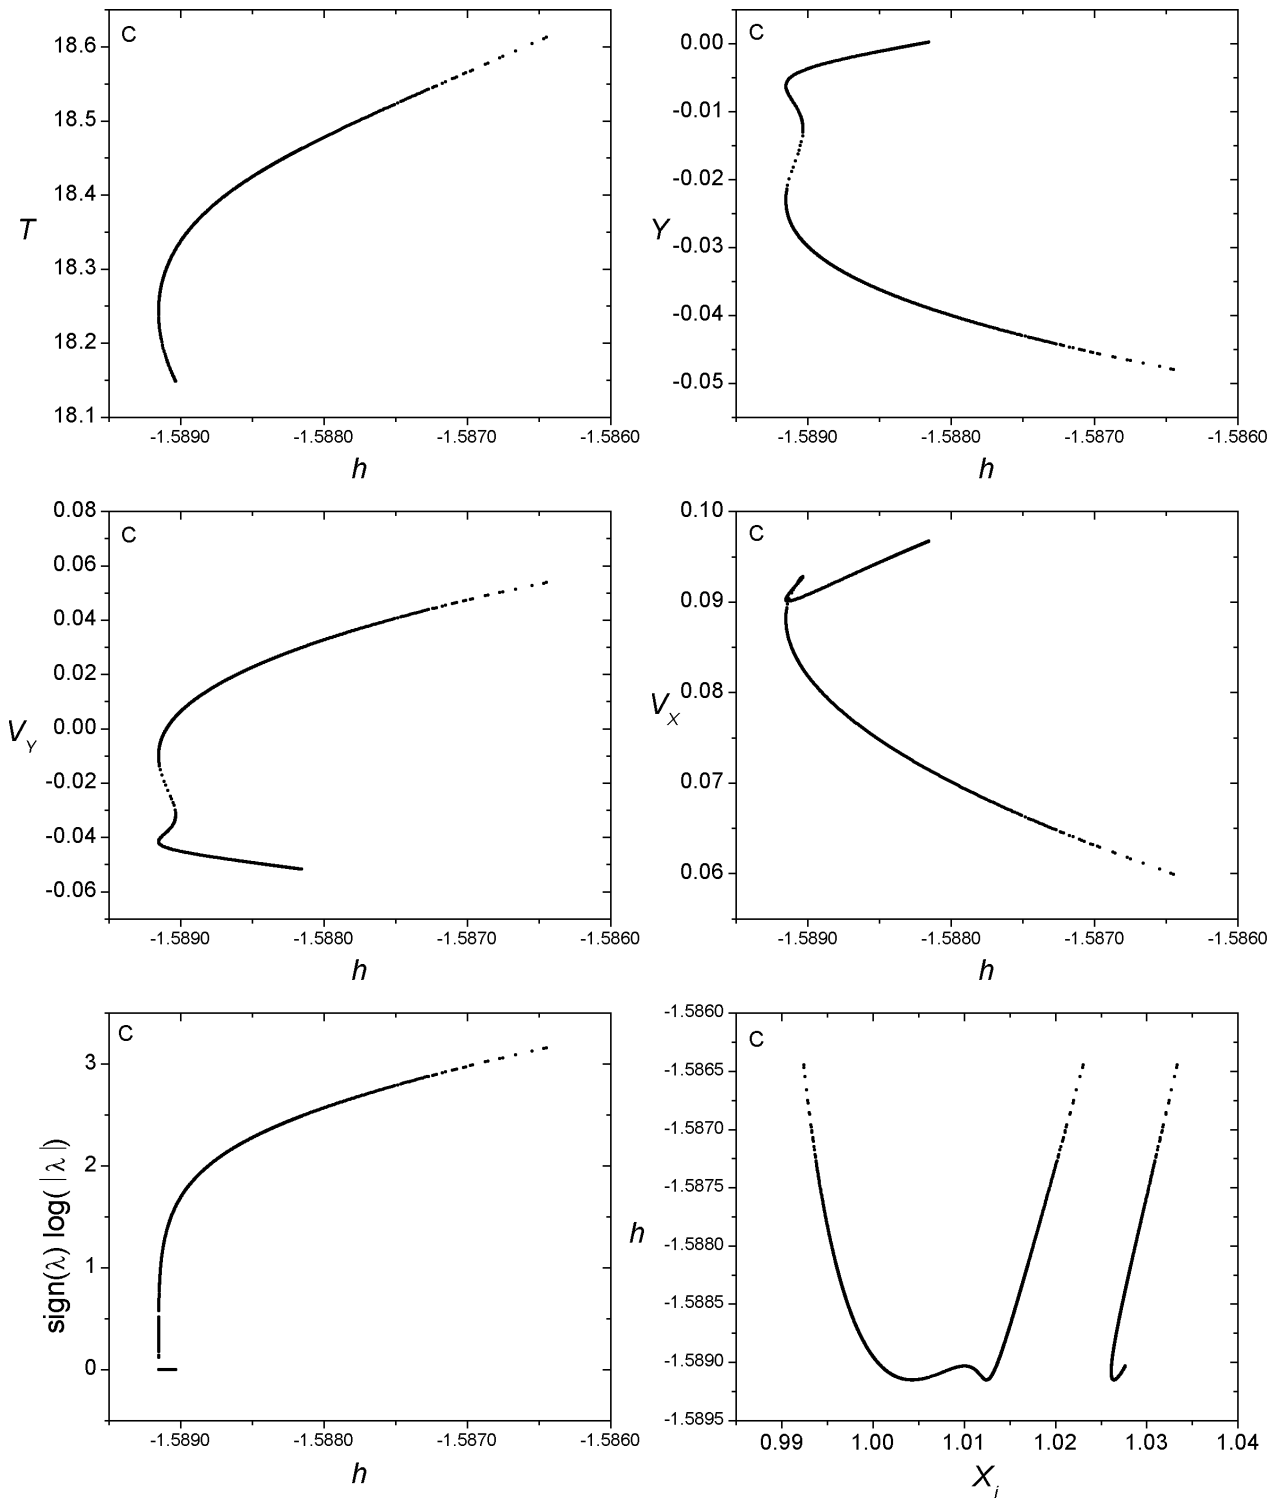 C
18.6
18.5
18.4
T
18.3
18.2
18.1
-1.5890 -1.5880 -1.5870 -1.5860
h
C
0.00
-0.01
-0.02
Y
-0.03
-0.04
-0.05
-1.5890 -1.5880 -1.5870 -1.5860
h
C
0.08
0.06
0.04
0.02
0.00
V_Y
-0.02
-0.04
-0.06
-1.5890 -1.5880 -1.5870 -1.5860
h
C
0.10
0.09
V_X
0.08
0.07
0.06
-1.5890 -1.5880 -1.5870 -1.5860
h
C
3
2
sign(λ) log( |λ|)
1
0
-1.5890 -1.5880 -1.5870 -1.5860
h
-1.5860
C
-1.5865
-1.5870
-1.5875
h
-1.5880
-1.5885
-1.5890
-1.5895
0.99 1.00 1.01 1.02 1.03 1.04
X_i